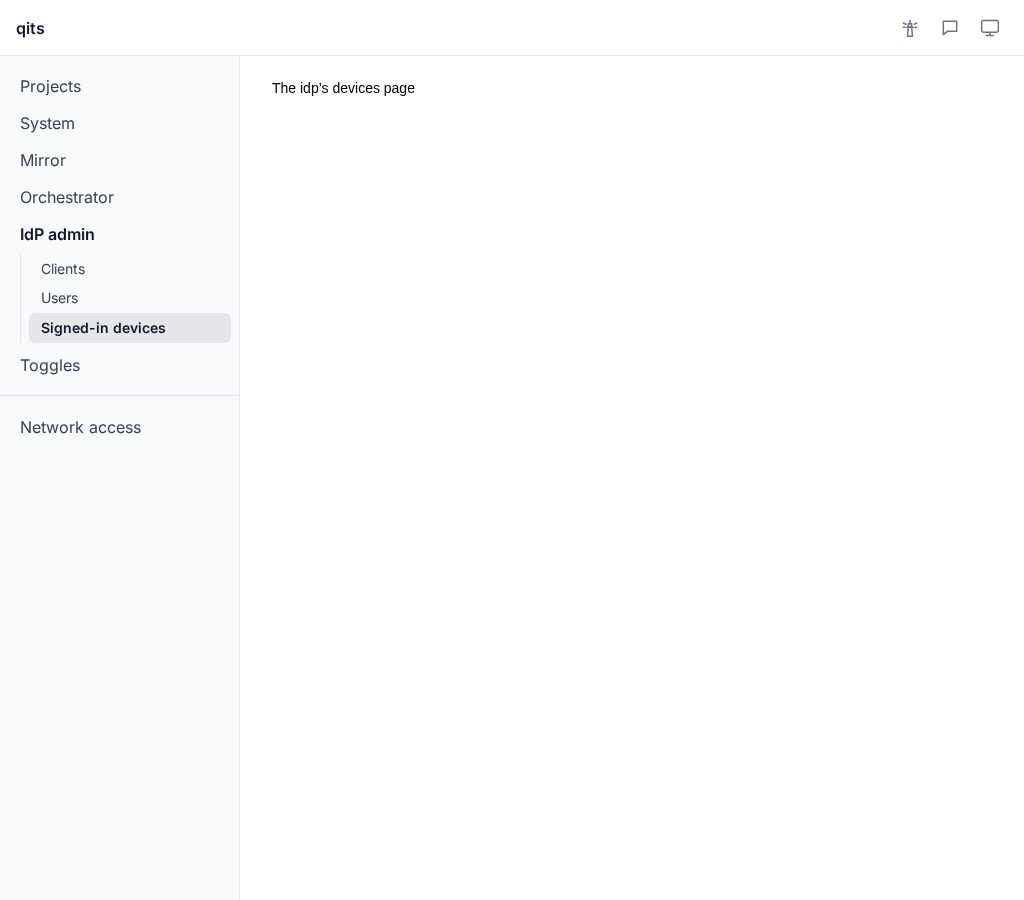 qits
Projects
System
Mirror
Orchestrator
IdP admin
Clients
Users
Signed-in devices
Toggles
Network access
The idp's devices page